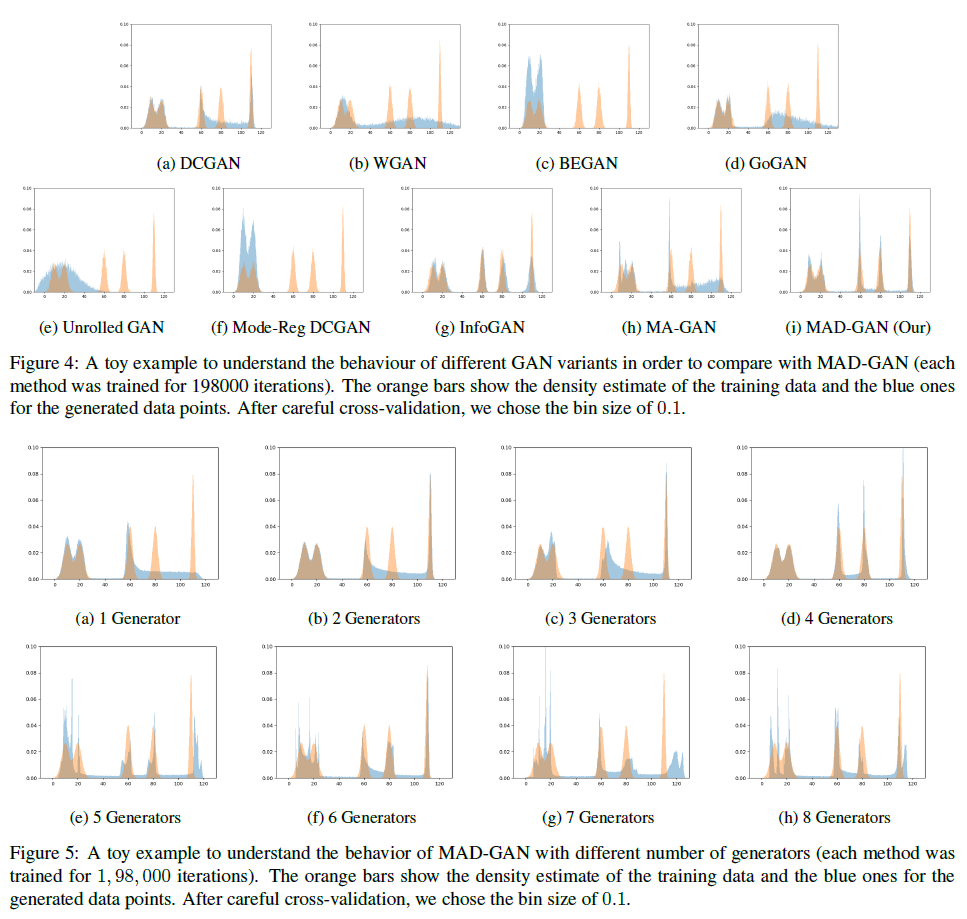 (a) DCGAN
(b) WGAN
(c) BEGAN
(d) GoGAN
(e) Unrolled GAN
(f) Mode-Reg DCGAN
(g) InfoGAN
(h) MA-GAN
(i) MAD-GAN (Our)
Figure 4: A toy example to understand the behaviour of different GAN variants in order to compare with MAD-GAN (each
method was trained for 198000 iterations). The orange bars show the density estimate of the training data and the blue ones
for the generated data points. After careful cross-validation, we chose the bin size of 0.1.
(a) 1 Generator
(b) 2 Generators
(c) 3 Generators
(d) 4 Generators
(e) 5 Generators
(f) 6 Generators
(g) 7 Generators
(h) 8 Generators
Figure 5: A toy example to understand the behavior of MAD-GAN with different number of generators (each method was
trained for 1, 98, 000 iterations). The orange bars show the density estimate of the training data and the blue ones for the
generated data points. After careful cross-validation, we chose the bin size of 0.1.